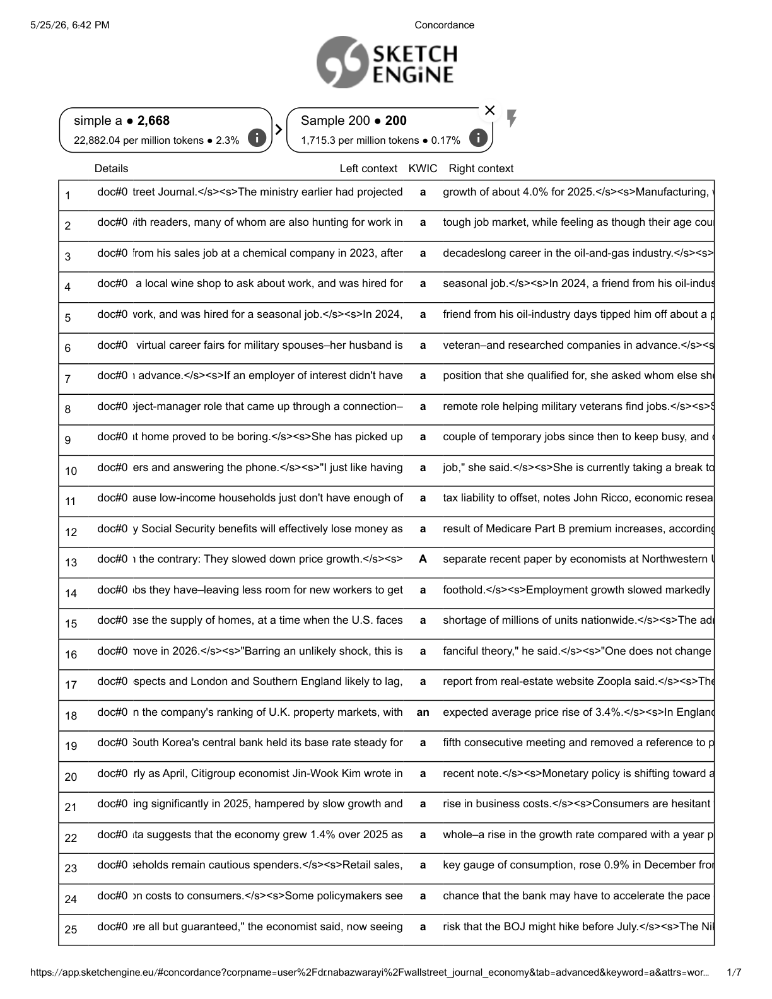 5/25/26, 6:42 PM Concordance
SKETCH
ENGiNE
simple a ● 2,668
22,882.04 per million tokens ● 2.3%
Sample 200 ● 200
1,715.3 per million tokens ● 0.17%
Details Left context KWIC Right context
1 doc#0 treet Journal.</s><s>The ministry earlier had projected a growth of about 4.0% for 2025.</s><s>Manufacturing,
2 doc#0 with readers, many of whom are also hunting for work in a tough job market, while feeling as though their age
3 doc#0 from his sales job at a chemical company in 2023, after a decadeslong career in the oil-and-gas industry.</s><s>
4 doc#0 a local wine shop to ask about work, and was hired for a seasonal job.</s><s>In 2024, a friend from his
5 doc#0 work, and was hired for a seasonal job.</s><s>In 2024, a friend from his oil-industry days tipped him off about a
6 doc#0 virtual career fairs for military spouses–her husband is a veteran–and researched companies in advance.</s><s
7 doc#0 advance.</s><s>If an employer of interest didn't have a position that she qualified for, she asked whom else
8 doc#0 ject-manager role that came up through a connection– a remote role helping military veterans find jobs.</s><s>
9 doc#0 at home proved to be boring.</s><s>She has picked up a couple of temporary jobs since then to keep busy, and
10 doc#0 ers and answering the phone.</s><s>"I just like having a job," she said.</s><s>She is currently taking a break to
11 doc#0 ause low-income households just don't have enough of a tax liability to offset, notes John Ricco, economic resea
12 doc#0 y Social Security benefits will effectively lose money as a result of Medicare Part B premium increases, according
13 doc#0 the contrary: They slowed down price growth.</s><s> A separate recent paper by economists at Northwestern
14 doc#0 obs they have–leaving less room for new workers to get a foothold.</s><s>Employment growth slowed markedly
15 doc#0 ase the supply of homes, at a time when the U.S. faces a shortage of millions of units nationwide.</s><s>The
16 doc#0 move in 2026.</s><s>"Barring an unlikely shock, this is a fanciful theory," he said.</s><s>"One does not change
17 doc#0 spects and London and Southern England likely to lag, a report from real-estate website Zoopla said.</s><s>The
18 doc#0 n the company's ranking of U.K. property markets, with an expected average price rise of 3.4%.</s><s>In England
19 doc#0 South Korea's central bank held its base rate steady for a fifth consecutive meeting and removed a reference to
20 doc#0 rly as April, Citigroup economist Jin-Wook Kim wrote in a recent note.</s><s>Monetary policy is shifting toward a
21 doc#0 ing significantly in 2025, hampered by slow growth and a rise in business costs.</s><s>Consumers are hesitant
22 doc#0 ta suggests that the economy grew 1.4% over 2025 as a whole–a rise in the growth rate compared with a year
23 doc#0 seholds remain cautious spenders.</s><s>Retail sales, a key gauge of consumption, rose 0.9% in December from
24 doc#0 on costs to consumers.</s><s>Some policymakers see a chance that the bank may have to accelerate the pace
25 doc#0 ore all but guaranteed," the economist said, now seeing a risk that the BOJ might hike before July.</s><s>The
https://app.sketchengine.eu/#concordance?corpname=user%2Fdr.nabazwarayi%2Fwallstreet_journal_economy&tab=advanced&keyword=a&attrs=wor... 1/7